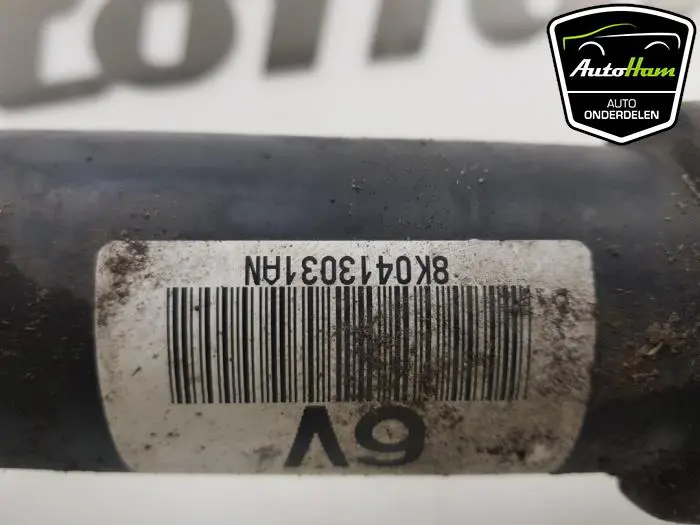 AutoHam
AUTO
ONDERDELEN
8K0413031AN
6V